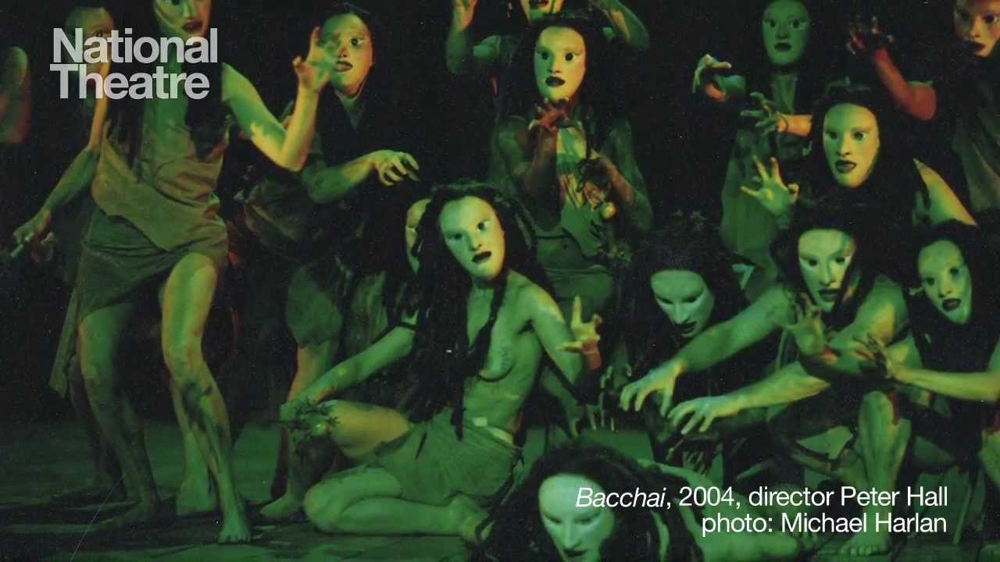 National
Theatre
Bacchai, 2004, director Peter Hall
photo: Michael Harlan